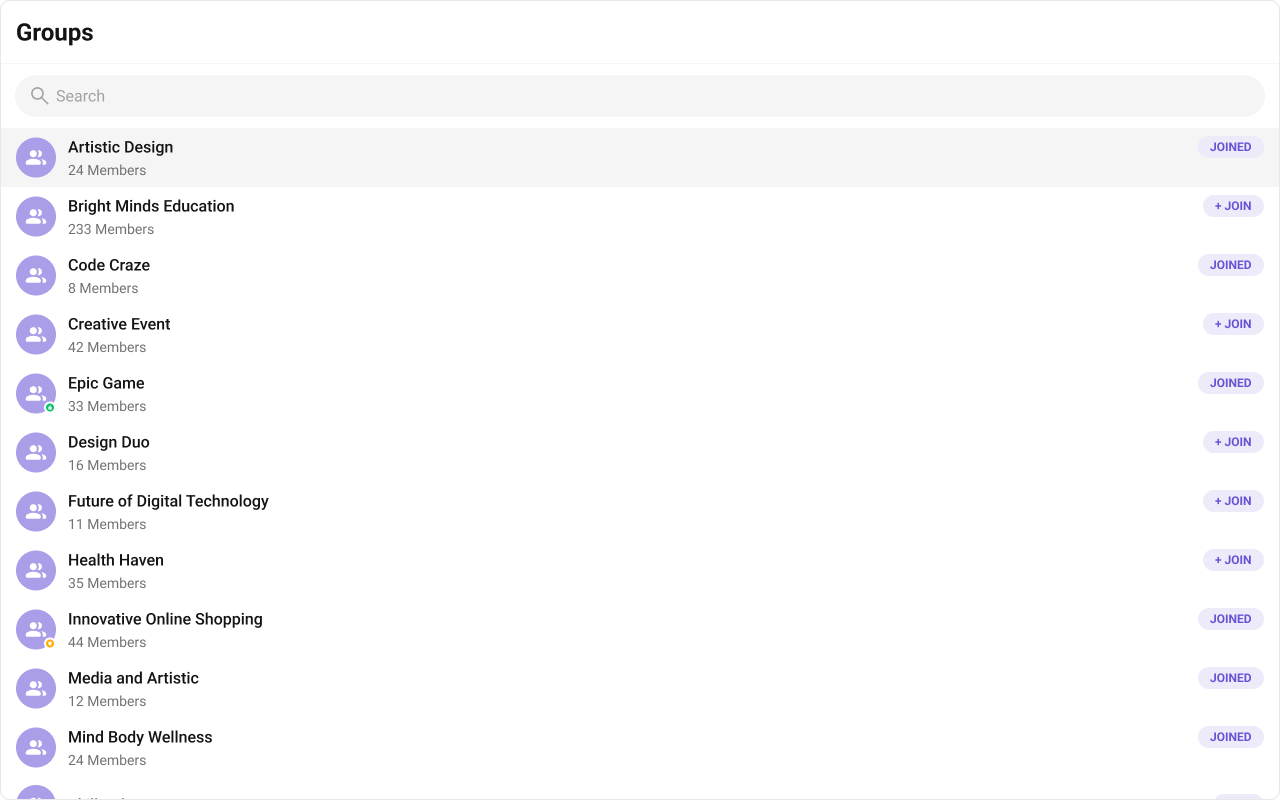 Groups
Search
Artistic Design
JOINED
24 Members
Bright Minds Education
+ JOIN
233 Members
Code Craze
JOINED
8 Members
Creative Event
+ JOIN
42 Members
Epic Game
JOINED
33 Members
Design Duo
+ JOIN
16 Members
Future of Digital Technology
+ JOIN
11 Members
Health Haven
+ JOIN
35 Members
Innovative Online Shopping
JOINED
44 Members
Media and Artistic
JOINED
12 Members
Mind Body Wellness
JOINED
24 Members